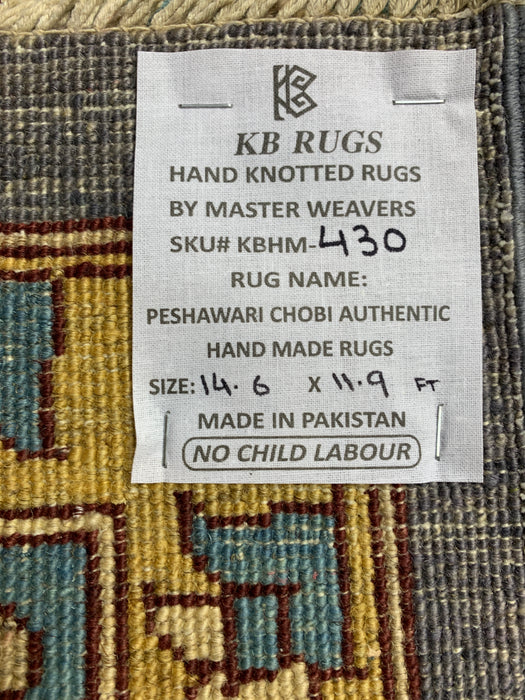 KB
KB RUGS
HAND KNOTTED RUGS
BY MASTER WEAVERS
SKU# KBHM-430
RUG NAME:
PESHAWARI CHOBI AUTHENTIC
HAND MADE RUGS
SIZE: 14.6 X 11.9 FT
MADE IN PAKISTAN
NO CHILD LABOUR